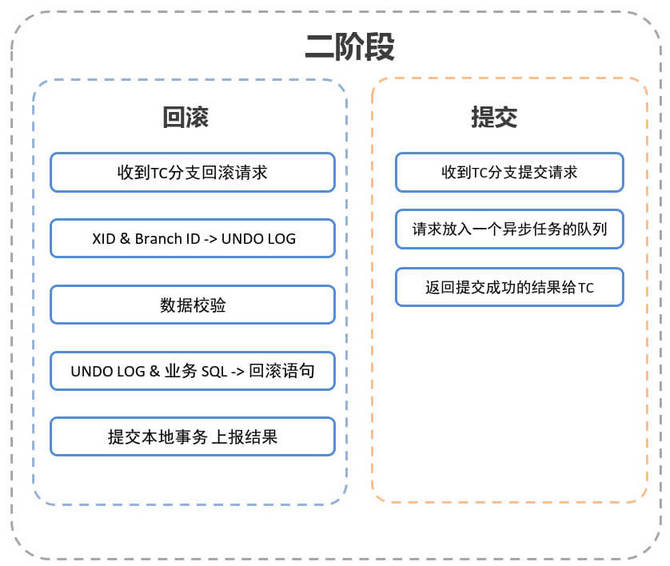 二阶段
回滚
收到TC分支回滚请求
XID & Branch ID -> UNDO LOG
数据校验
UNDO LOG & 业务 SQL -> 回滚语句
提交本地事务 上报结果
提交
收到TC分支提交请求
请求放入一个异步任务的队列
返回提交成功的结果给TC